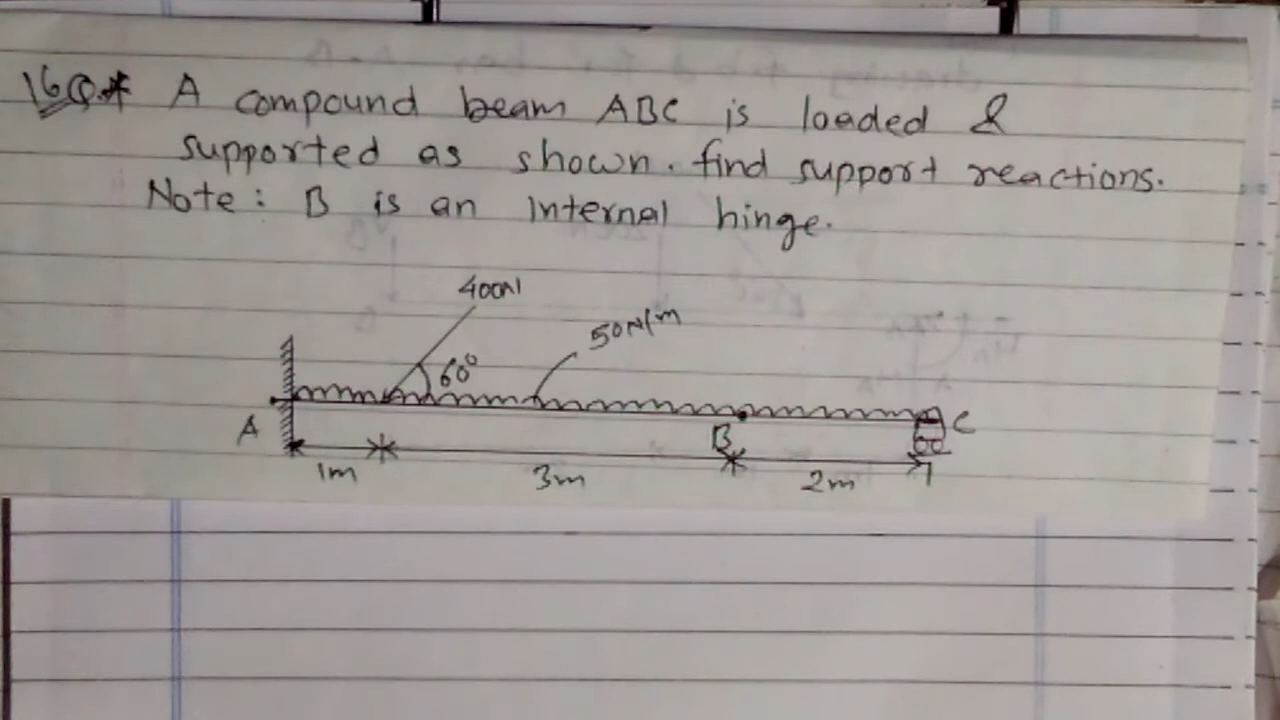 16Q.* A compound beam ABC is loaded &
supported as shown. find support reactions.
Note: B is an internal hinge.
400N
50N/m
60°
A
B
C
1m
3m
2m